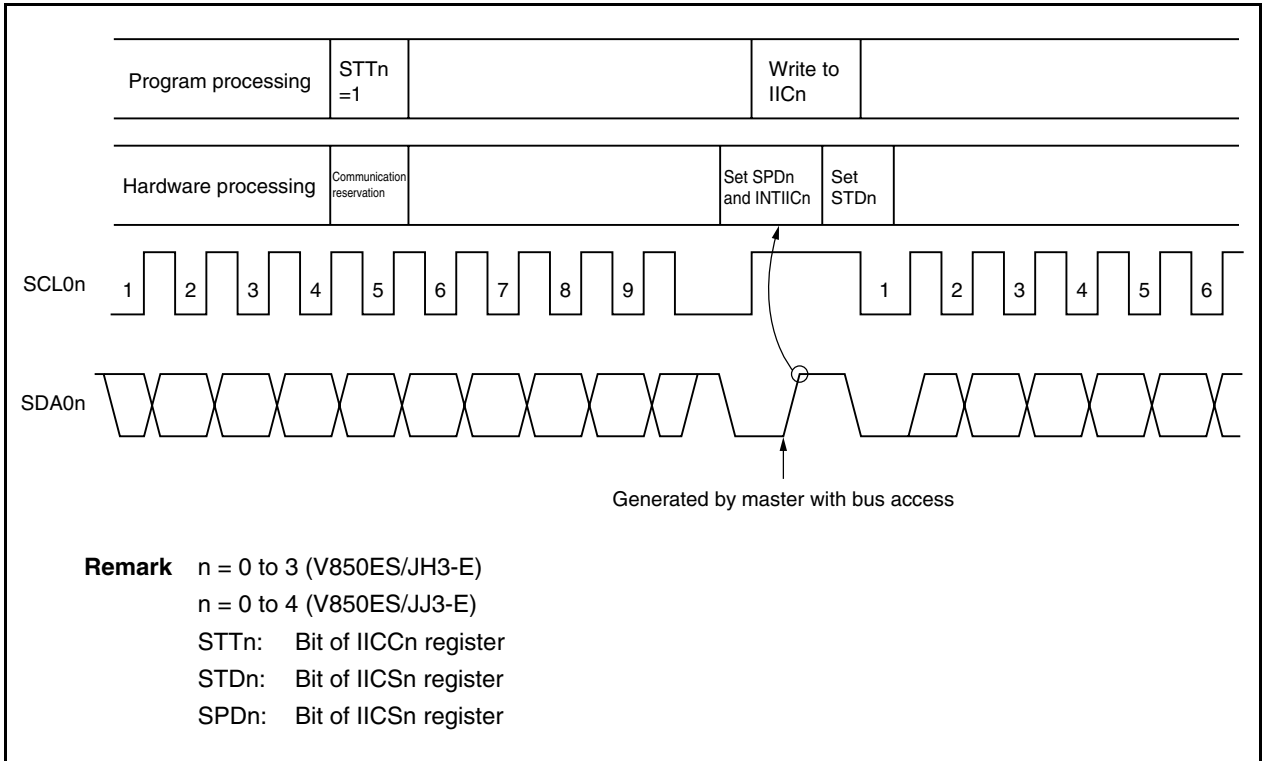 Program processing
STTn
=1
Write to
IICn
Hardware processing
Communication
reservation
Set SPDn
and INTIICn
Set
STDn
SCL0n
1 2 3 4 5 6 7 8 9 1 2 3 4 5 6
SDA0n
Generated by master with bus access
Remark n = 0 to 3 (V850ES/JH3-E)
n = 0 to 4 (V850ES/JJ3-E)
STTn: Bit of IICCn register
STDn: Bit of IICSn register
SPDn: Bit of IICSn register